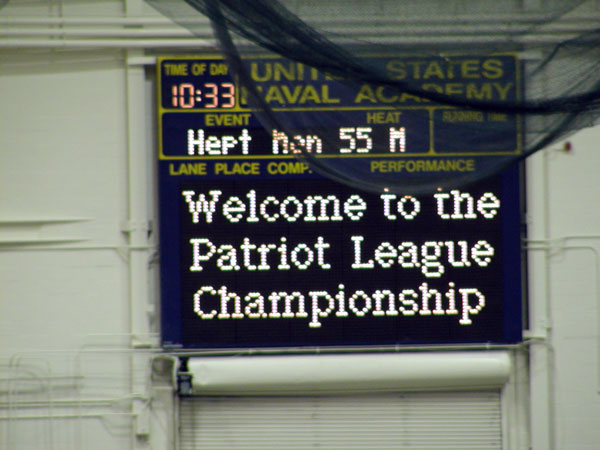 TIME OF DAY UNITED STATES
10:33 NAVAL ACADEMY
EVENT HEAT RUNNING TIME
Hept Men 55 M
LANE PLACE COMP. PERFORMANCE
Welcome to the
Patriot League
Championship